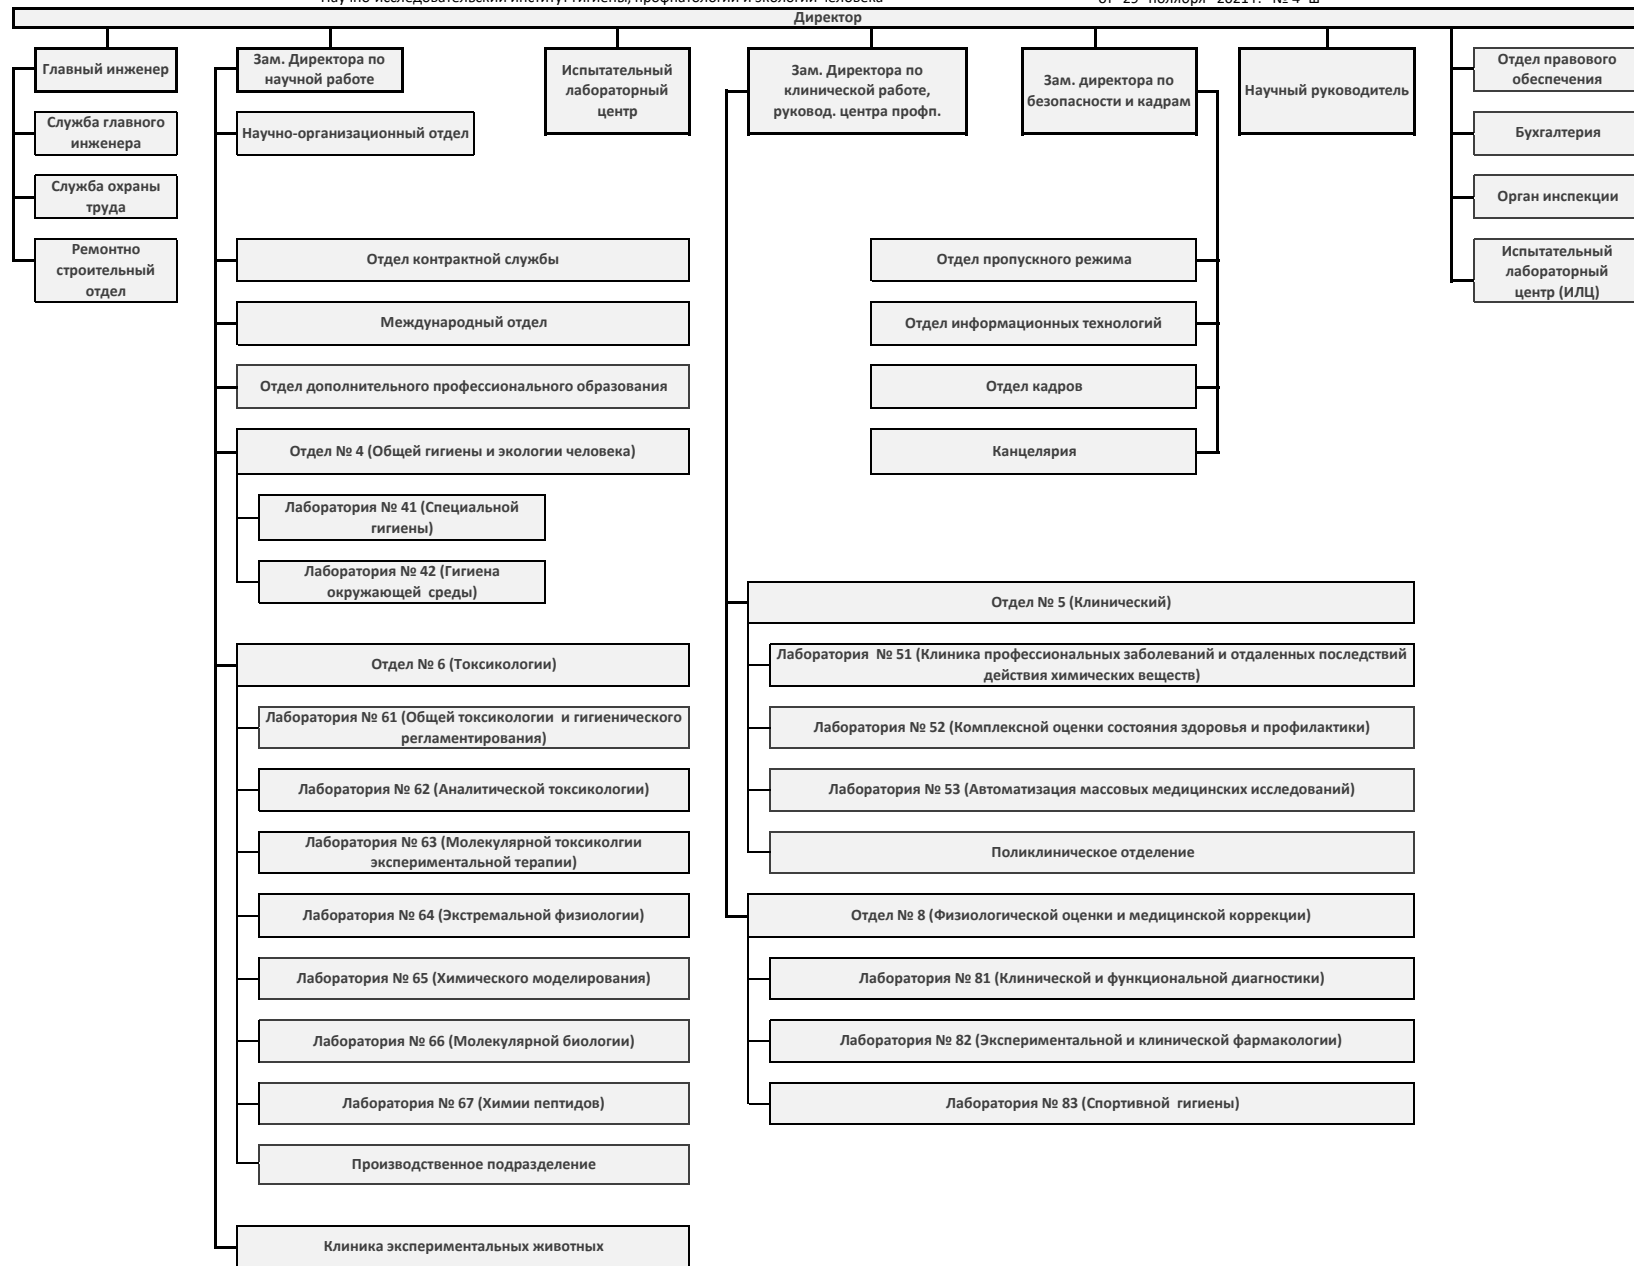 Научно-исследовательский институт гигиены, профпатологии и экологии человека
Директор
Главный инженер
Зам. Директора по
научной работе
Испытательный
лабораторный
центр
Зам. Директора по
клинической работе,
руковод. центра профп.
Зам. директора по
безопасности и кадрам
Научный руководитель
Отдел правового
обеспечения
Служба главного
инженера
Научно-организационный отдел
Бухгалтерия
Служба охраны
труда
Орган инспекции
Ремонтно
строительный
отдел
Отдел контрактной службы
Отдел пропускного режима
Испытательный
лабораторный
центр (ИЛЦ)
Международный отдел
Отдел информационных технологий
Отдел дополнительного профессионального образования
Отдел кадров
Отдел № 4 (Общей гигиены и экологии человека)
Канцелярия
Лаборатория № 41 (Специальной
гигиены)
Лаборатория № 42 (Гигиена
окружающей среды)
Отдел № 5 (Клинический)
Отдел № 6 (Токсикологии)
Лаборатория № 51 (Клиника профессиональных заболеваний и отдаленных последствий
действия химических веществ)
Лаборатория № 61 (Общей токсикологии и гигиенического
регламентирования)
Лаборатория № 52 (Комплексной оценки состояния здоровья и профилактики)
Лаборатория № 62 (Аналитической токсикологии)
Лаборатория № 53 (Автоматизация массовых медицинских исследований)
Лаборатория № 63 (Молекулярной токсиколгии
экспериментальной терапии)
Поликлиническое отделение
Лаборатория № 64 (Экстремальной физиологии)
Отдел № 8 (Физиологической оценки и медицинской коррекции)
Лаборатория № 65 (Химического моделирования)
Лаборатория № 81 (Клинической и функциональной диагностики)
Лаборатория № 66 (Молекулярной биологии)
Лаборатория № 82 (Экспериментальной и клинической фармакологии)
Лаборатория № 67 (Химии пептидов)
Лаборатория № 83 (Спортивной гигиены)
Производственное подразделение
Клиника экспериментальных животных